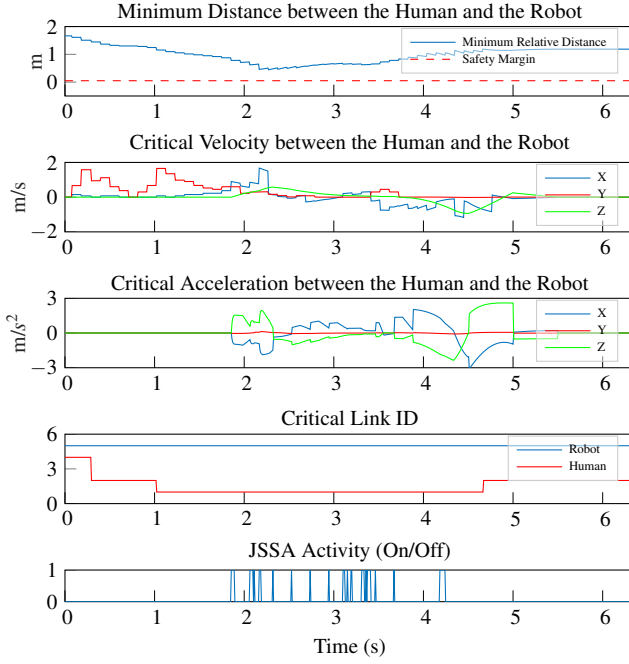 Minimum Distance between the Human and the Robot
2
1
0
m
Minimum Relative Distance
Safety Margin
0 1 2 3 4 5 6
Critical Velocity between the Human and the Robot
2
0
−2
m/s
X
Y
Z
0 1 2 3 4 5 6
Critical Acceleration between the Human and the Robot
3
0
−3
m/s²
X
Y
Z
0 1 2 3 4 5 6
Critical Link ID
6
3
0
Robot
Human
0 1 2 3 4 5 6
JSSA Activity (On/Off)
1
0
0 1 2 3 4 5 6
Time (s)